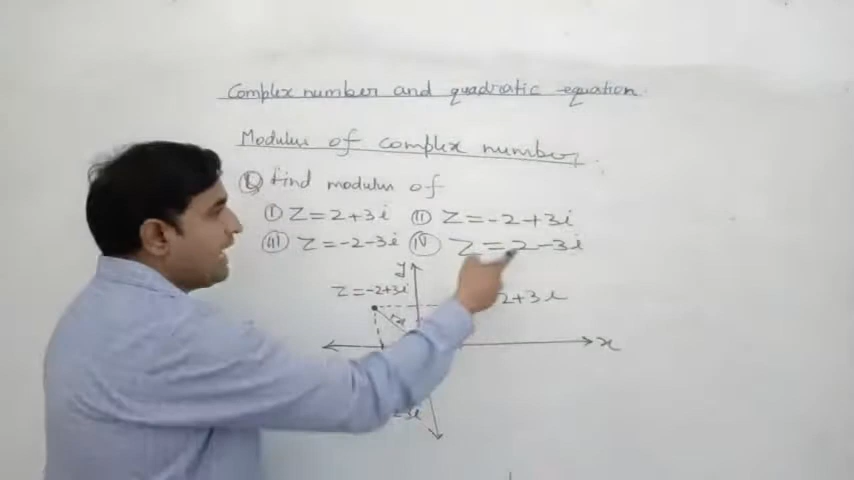 Complex number and quadratic equation.
Modulus of complex number.
Q find modulus of
(i) Z=2+3i (ii) Z=-2+3i
(iii) Z=-2-3i (iv) Z=2-3i
y
Z=-2+3i 2+3i
x
-3i